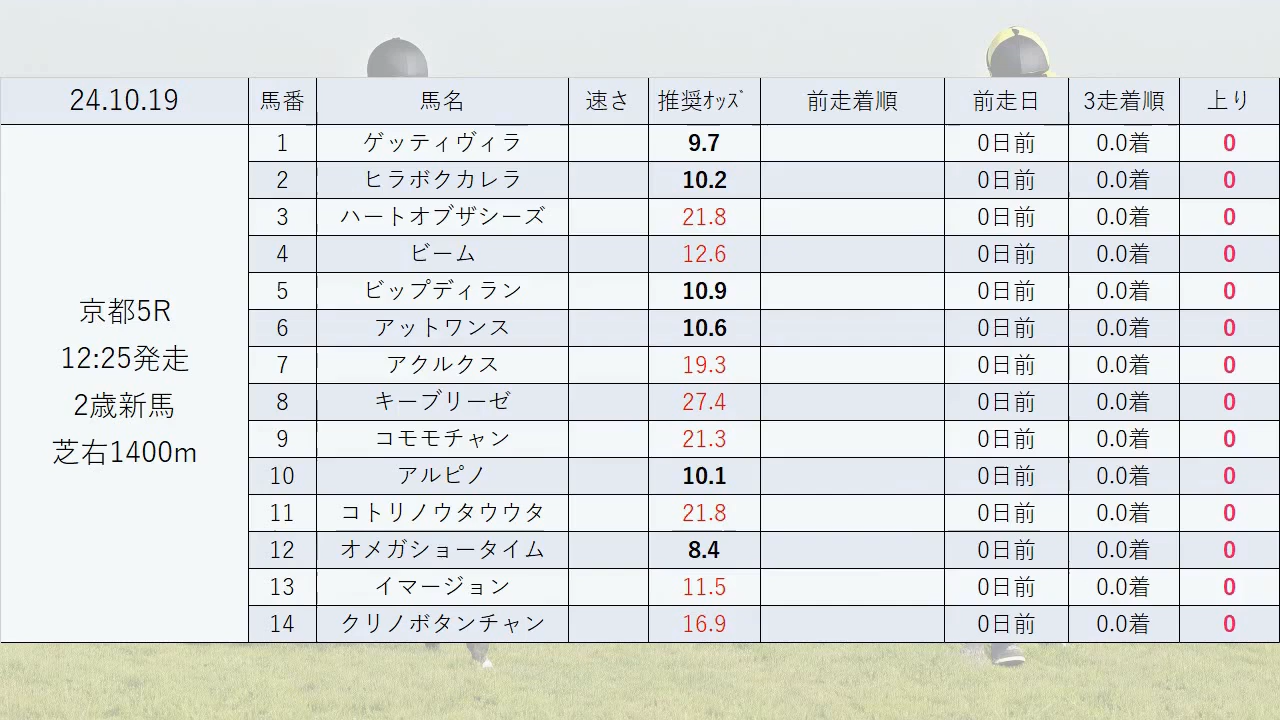 24.10.19 馬番 馬名 速さ 推奨ｵｯｽﾞ 前走着順 前走日 3走着順 上り
京都5R
12:25発走
2歳新馬
芝右1400m
1 ゲッティヴィラ 9.7 0日前 0.0着 0
2 ヒラボクカレラ 10.2 0日前 0.0着 0
3 ハートオブザシーズ 21.8 0日前 0.0着 0
4 ビーム 12.6 0日前 0.0着 0
5 ビップディラン 10.9 0日前 0.0着 0
6 アットワンス 10.6 0日前 0.0着 0
7 アクルクス 19.3 0日前 0.0着 0
8 キーブリーゼ 27.4 0日前 0.0着 0
9 コモモチャン 21.3 0日前 0.0着 0
10 アルピノ 10.1 0日前 0.0着 0
11 コトリノウタウウタ 21.8 0日前 0.0着 0
12 オメガショータイム 8.4 0日前 0.0着 0
13 イマージョン 11.5 0日前 0.0着 0
14 クリノボタンチャン 16.9 0日前 0.0着 0